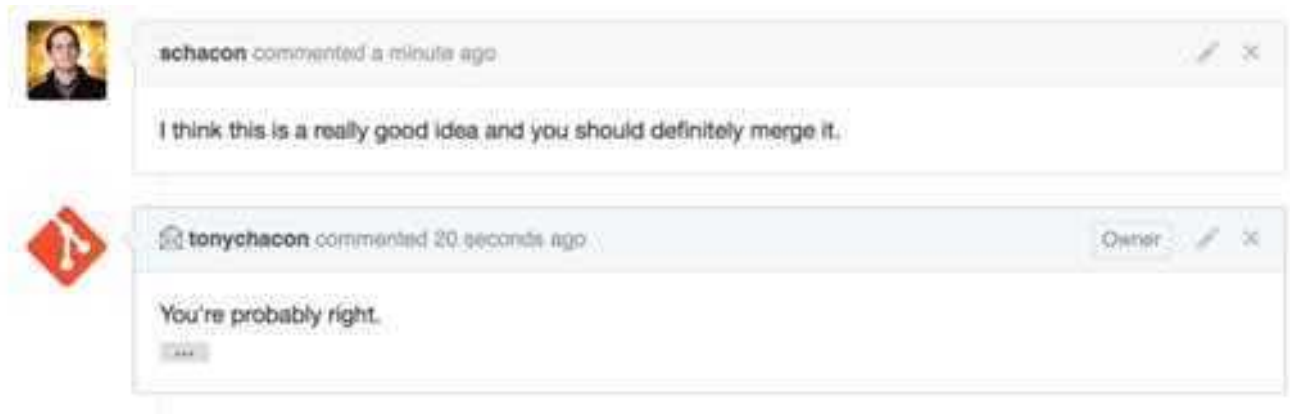 schacon commented a minute ago
I think this is a really good idea and you should definitely merge it.
tonychacon commented 20 seconds ago
Owner
You're probably right.
...